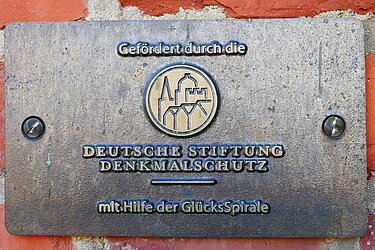 Gefördert durch die
DEUTSCHE STIFTUNG
DENKMALSCHUTZ
mit Hilfe der GlücksSpirale